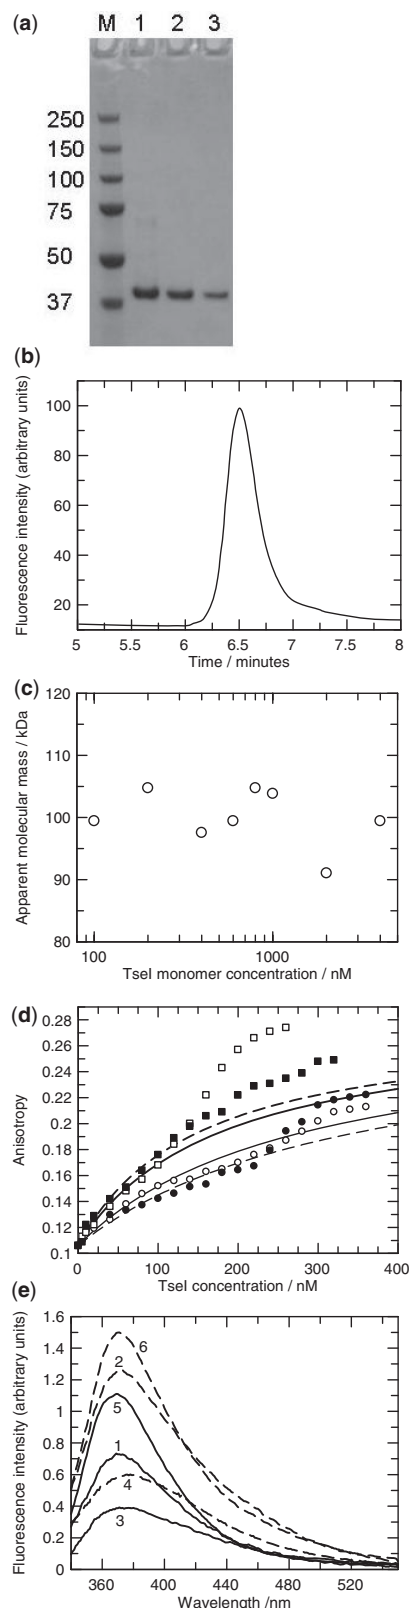 (a)
M 1 2 3
250
150
100
75
50
37
(b)
Fluorescence intensity (arbitrary units)
100
80
60
40
20
5 5.5 6 6.5 7 7.5 8
Time / minutes
(c)
Apparent molecular mass / kDa
120
110
100
90
80
100 1000
TseI monomer concentration / nM
(d)
Anisotropy
0.28
0.26
0.24
0.22
0.2
0.18
0.16
0.14
0.12
0.1
0 100 200 300 400
TseI concentration / nM
(e)
Fluorescence intensity (arbitrary units)
1.6
1.4
1.2
1
0.8
0.6
0.4
0.2
0
6
2
5
1
4
3
360 400 440 480 520
Wavelength /nm